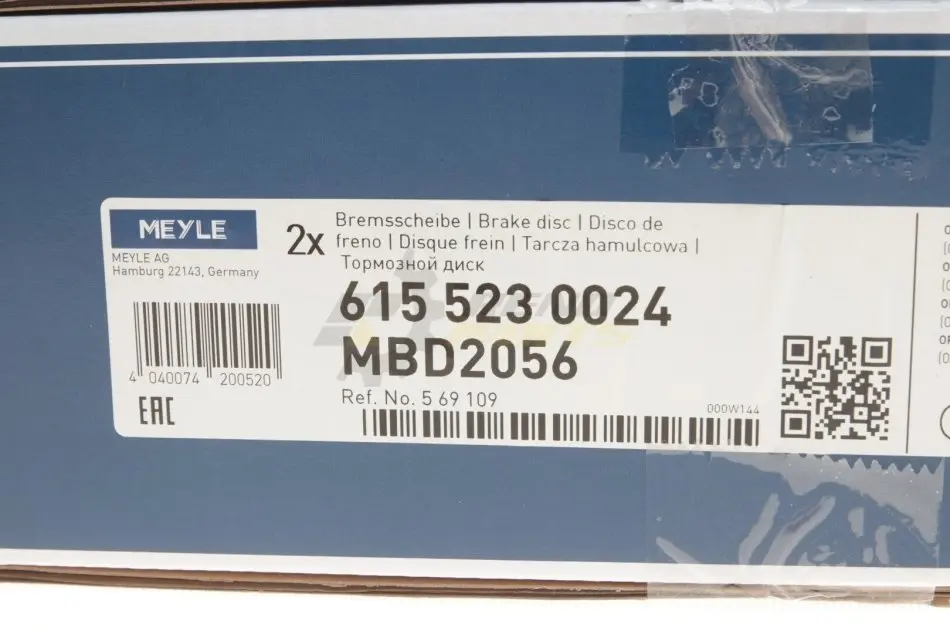 MEYLE
MEYLE AG
Hamburg 22143, Germany
2x
Bremsscheibe | Brake disc | Disco de
freno | Disque frein | Tarcza hamulcowa |
Тормозной диск
615 523 0024
MBD2056
Ref. No. 5 69 109
4 040074 200520
EAC
000W144